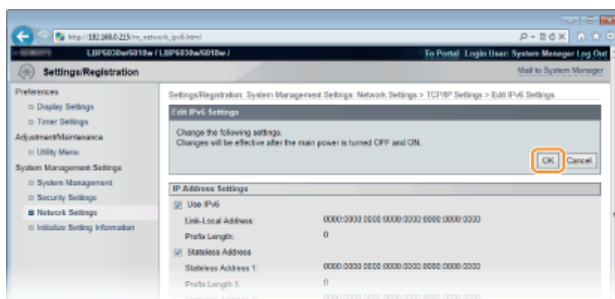 http://192.168.0.215/m_network_ipv6.html
LBP6030w/6018w / LBP6030w/6018w /
To Portal Login User: System Manager Log Out
Settings/Registration
Mail to System Manager
Preferences
Display Settings
Timer Settings
Adjustment/Maintenance
Utility Menu
System Management Settings
System Management
Security Settings
Network Settings
Initialize Setting Information
Settings/Registration: System Management Settings: Network Settings > TCP/IP Settings > Edit IPv6 Settings
Edit IPv6 Settings
Change the following settings.
Changes will be effective after the main power is turned OFF and ON.
OK Cancel
IP Address Settings
Use IPv6
Link-Local Address: 0000:0000:0000:0000:0000:0000:0000:0000
Prefix Length: 0
Stateless Address
Stateless Address 1: 0000:0000:0000:0000:0000:0000:0000:0000
Prefix Length 1: 0